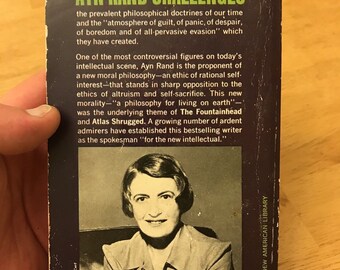 AYN RAND CHALLENGES
the prevalent philosophical doctrines of our time
and the "atmosphere of guilt, of panic, of despair,
of boredom and of all-pervasive evasion" which
they have created.
One of the most controversial figures on today's
intellectual scene, Ayn Rand is the proponent of
a new moral philosophy—an ethic of rational self-
interest—that stands in sharp opposition to the
ethics of altruism and self-sacrifice. This new
morality—"a philosophy for living on earth"—
was the underlying theme of The Fountainhead
and Atlas Shrugged. A growing number of ardent
admirers have established this bestselling writer
as the spokesman "for the new intellectual."
AMERICAN LIBRARY